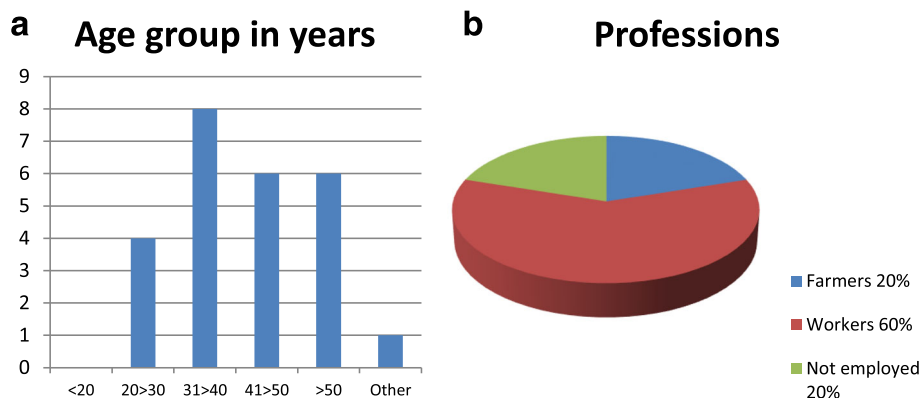 a Age group in years
9
8
7
6
5
4
3
2
1
0
<20 20>30 31>40 41>50 >50 Other
b Professions
Farmers 20%
Workers 60%
Not employed
20%